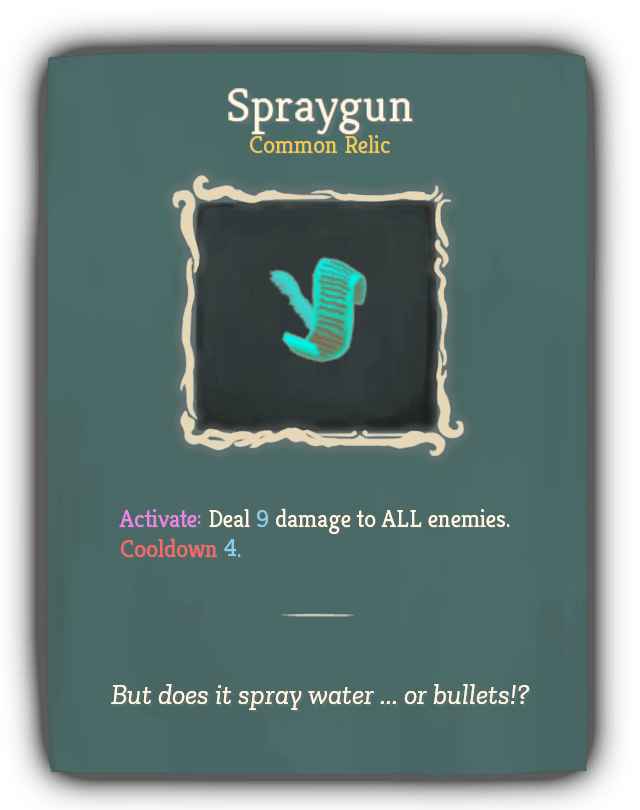 Spraygun
Common Relic
Activate: Deal 9 damage to ALL enemies.
Cooldown 4.
But does it spray water ... or bullets!?